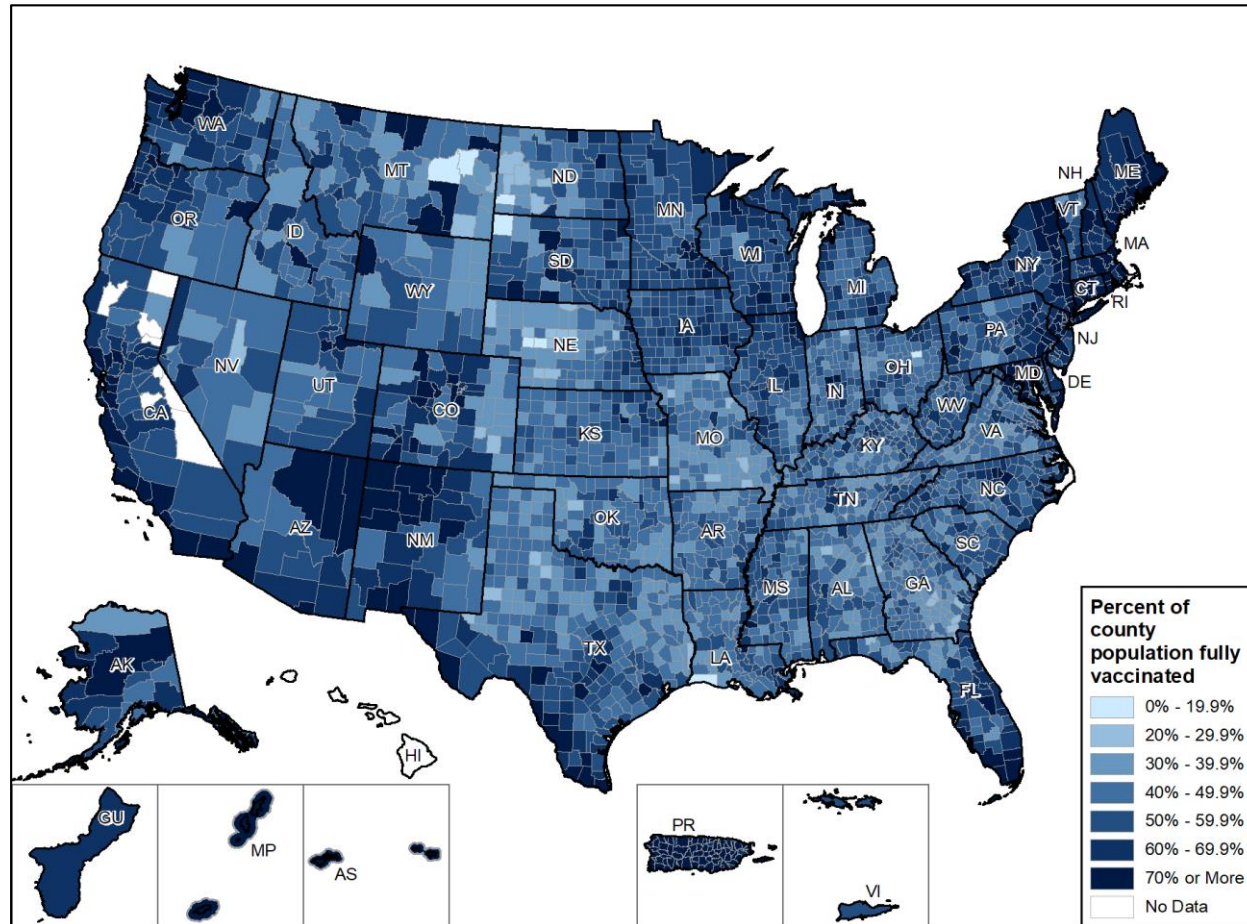 WA
MT
ND
MN
NH
ME
VT
OR
ID
SD
WI
MI
NY
MA
WY
CT
RI
NE
IA
PA
NJ
NV
UT
CO
IL
IN
OH
MD
DE
CA
KS
MO
WV
VA
KY
AZ
NM
OK
AR
TN
NC
SC
MS
AL
GA
TX
LA
FL
AK
HI
GU
MP
AS
PR
VI
Percent of
county
population fully
vaccinated
0% - 19.9%
20% - 29.9%
30% - 39.9%
40% - 49.9%
50% - 59.9%
60% - 69.9%
70% or More
No Data